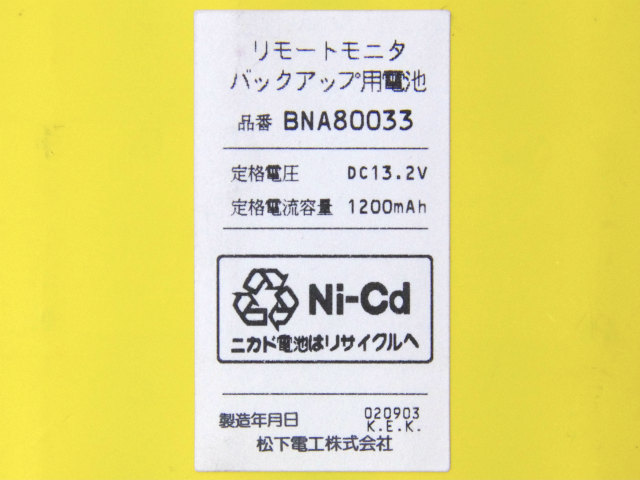 リモートモニタ
バックアップ用電池
品番 BNA80033
定格電圧 DC13.2V
定格電流容量 1200mAh
Ni-Cd
ニカド電池はリサイクルへ
製造年月日 020903
K.E.K.
松下電工株式会社